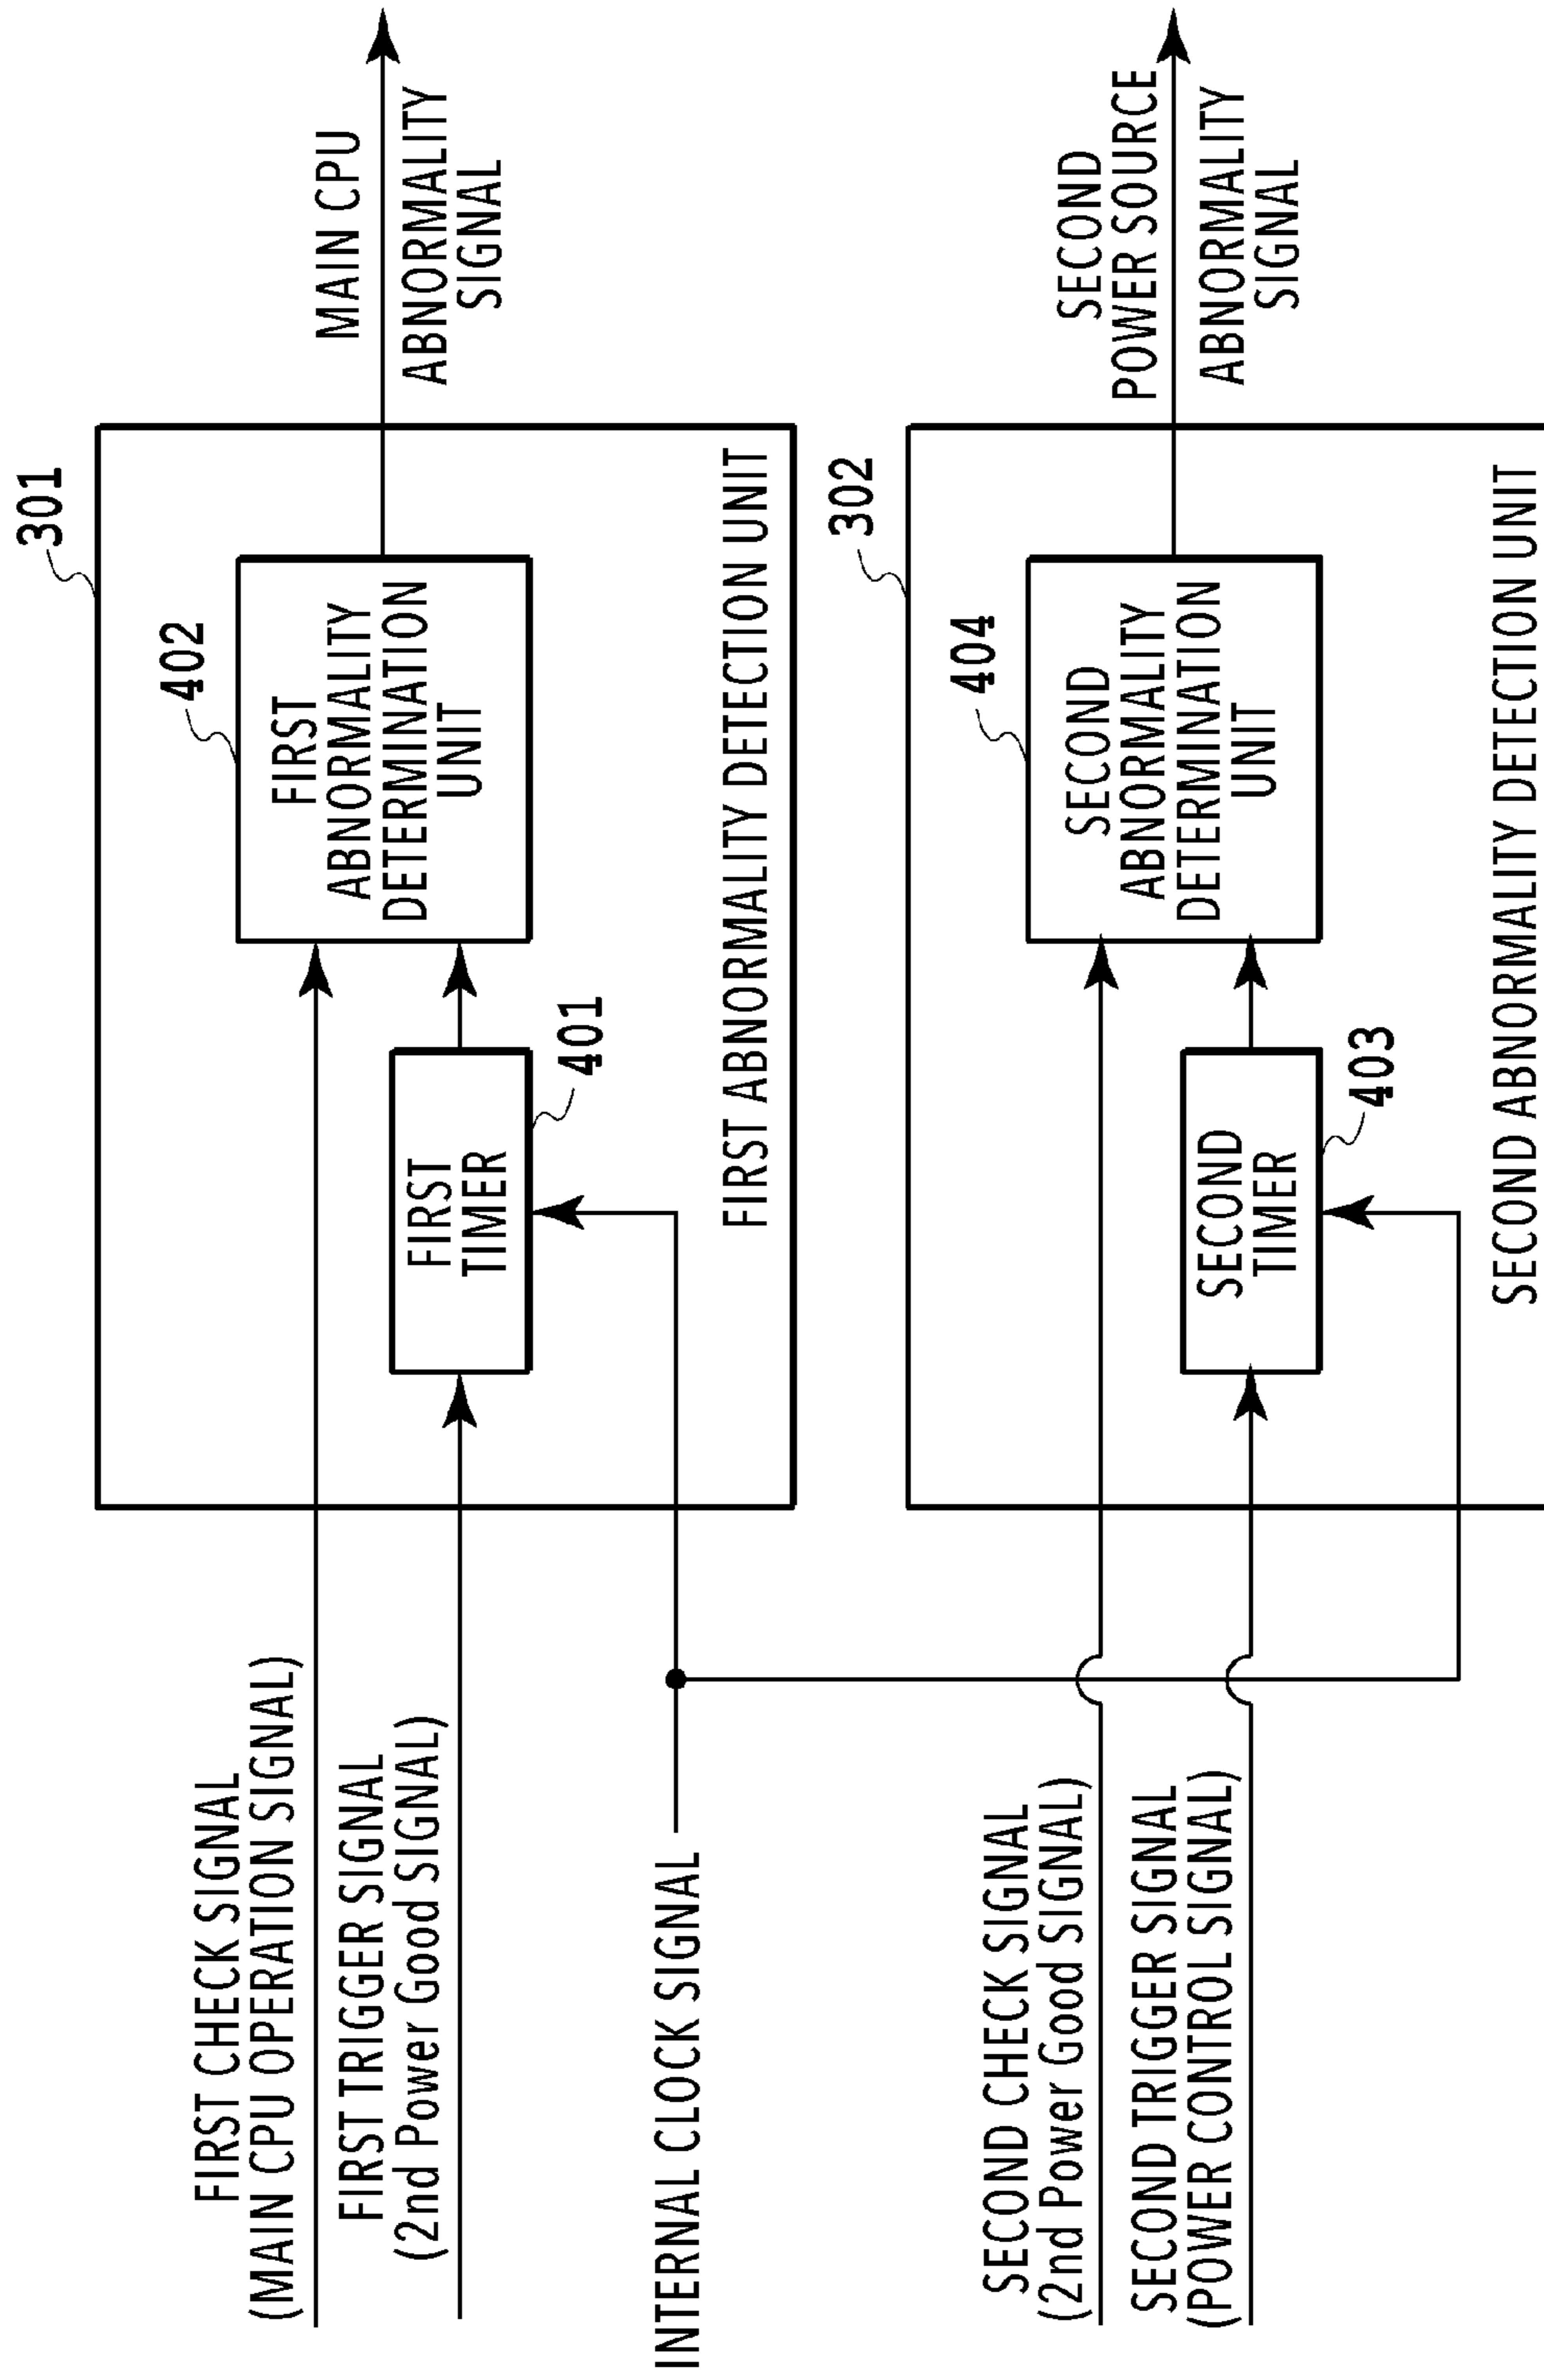 FIRST CHECK SIGNAL
(MAIN CPU OPERATION SIGNAL)
FIRST TRIGGER SIGNAL
(2nd Power Good SIGNAL)
INTERNAL CLOCK SIGNAL
301
402
FIRST
ABNORMALITY
DETERMINATION
UNIT
FIRST
TIMER
401
FIRST ABNORMALITY DETECTION UNIT
MAIN CPU
ABNORMALITY
SIGNAL
SECOND CHECK SIGNAL
(2nd Power Good SIGNAL)
SECOND TRIGGER SIGNAL
(POWER CONTROL SIGNAL)
302
404
SECOND
ABNORMALITY
DETERMINATION
UNIT
SECOND
TIMER
403
SECOND ABNORMALITY DETECTION UNIT
SECOND
POWER SOURCE
ABNORMALITY
SIGNAL